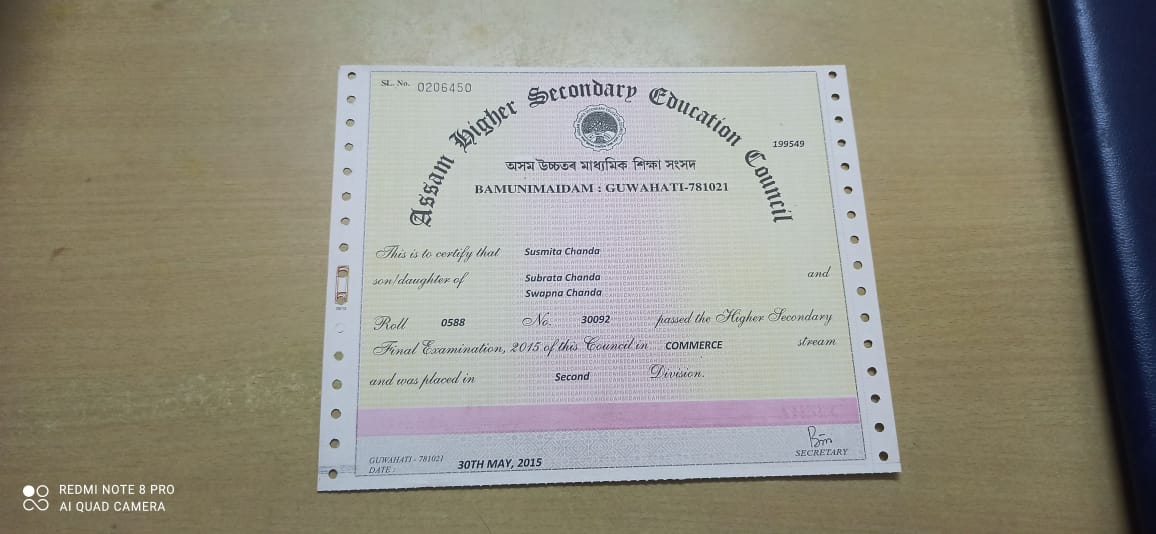 SL. No. 0206450
Assam Higher Secondary Education Council
199549
অসম উচ্চতৰ মাধ্যমিক শিক্ষা সংসদ
BAMUNIMAIDAM : GUWAHATI-781021
This is to certify that Susmita Chanda
son/daughter of Subrata Chanda and
Swapna Chanda
Roll 0588 No. 30092 passed the Higher Secondary
Final Examination, 2015 of this Council in COMMERCE stream
and was placed in Second Division.
GUWAHATI - 781021
DATE : 30TH MAY, 2015
SECRETARY
REDMI NOTE 8 PRO
AI QUAD CAMERA